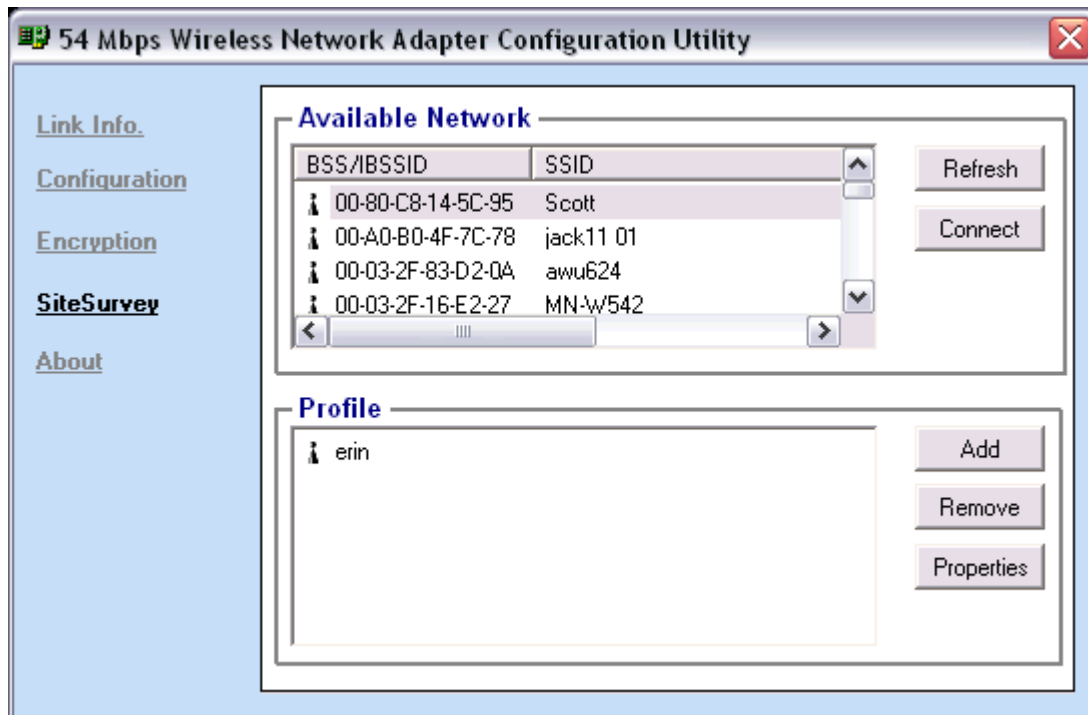 54 Mbps Wireless Network Adapter Configuration Utility
Link Info.
Configuration
Encryption
SiteSurvey
About
Available Network
BSS/IBSSID SSID
00-80-C8-14-5C-95 Scott
00-A0-B0-4F-7C-78 jack11 01
00-03-2F-83-D2-0A awu624
00-03-2F-16-E2-27 MN-W542
Refresh
Connect
Profile
erin
Add
Remove
Properties